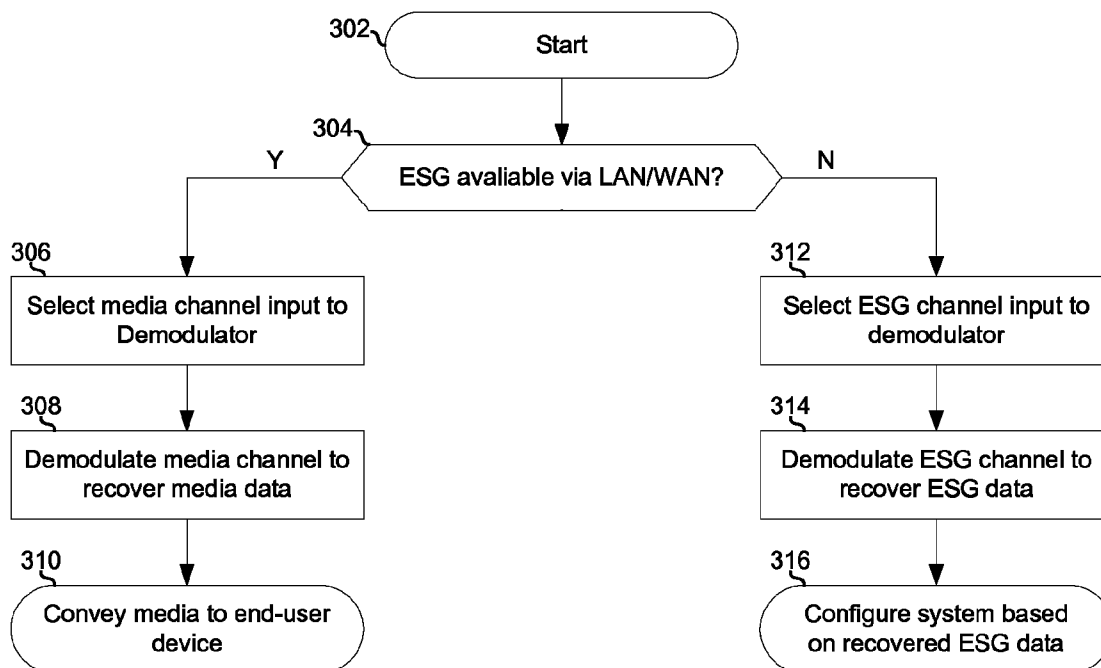 302
Start
304
Y
ESG avaliable via LAN/WAN?
N
306
Select media channel input to
Demodulator
312
Select ESG channel input to
demodulator
308
Demodulate media channel to
recover media data
314
Demodulate ESG channel to
recover ESG data
310
Convey media to end-user
device
316
Configure system based
on recovered ESG data